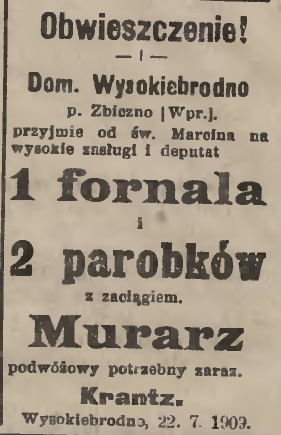 Obwieszczenie!
— | —
Dom. Wysokiebrodno
p. Zbiczno [Wpr.].
przyjmie od św. Marcina na
wysokie zasługi i deputat
1 fornala
i
2 parobków
z zaciągiem.
Murarz
podwóżowy potrzebny zaraz.
Krantz.
Wysokiebrodno, 22. 7. 1909.